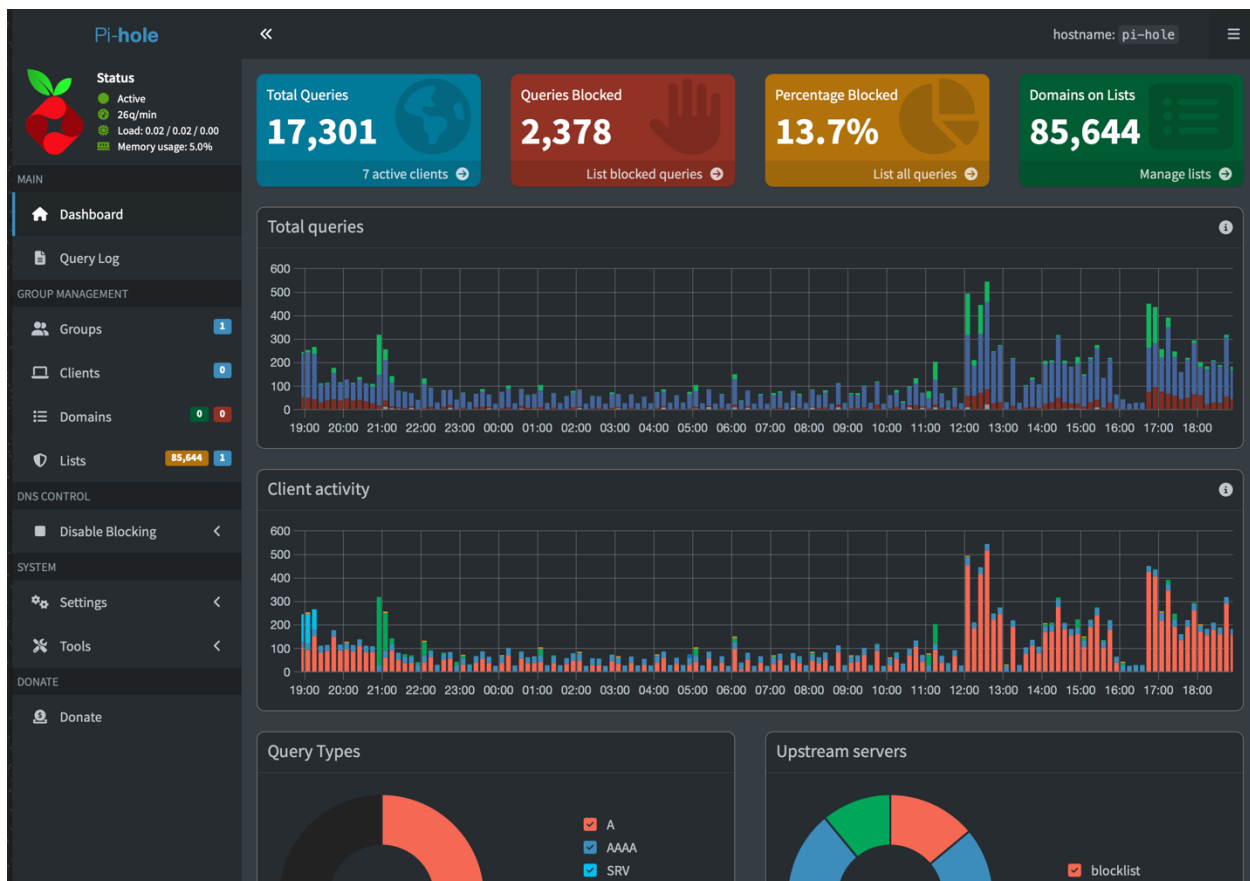 Pi-hole
hostname: pi-hole
Status
Active
26q/min
Load: 0.02 / 0.02 / 0.00
Memory usage: 5.0%
MAIN
Dashboard
Query Log
GROUP MANAGEMENT
Groups 1
Clients 0
Domains 0 0
Lists 85,644 1
DNS CONTROL
Disable Blocking
SYSTEM
Settings
Tools
DONATE
Donate
Total Queries
17,301
7 active clients
Queries Blocked
2,378
List blocked queries
Percentage Blocked
13.7%
List all queries
Domains on Lists
85,644
Manage lists
Total queries
600
500
400
300
200
100
0
19:00 20:00 21:00 22:00 23:00 00:00 01:00 02:00 03:00 04:00 05:00 06:00 07:00 08:00 09:00 10:00 11:00 12:00 13:00 14:00 15:00 16:00 17:00 18:00
Client activity
600
500
400
300
200
100
0
19:00 20:00 21:00 22:00 23:00 00:00 01:00 02:00 03:00 04:00 05:00 06:00 07:00 08:00 09:00 10:00 11:00 12:00 13:00 14:00 15:00 16:00 17:00 18:00
Query Types
A
AAAA
SRV
Upstream servers
blocklist